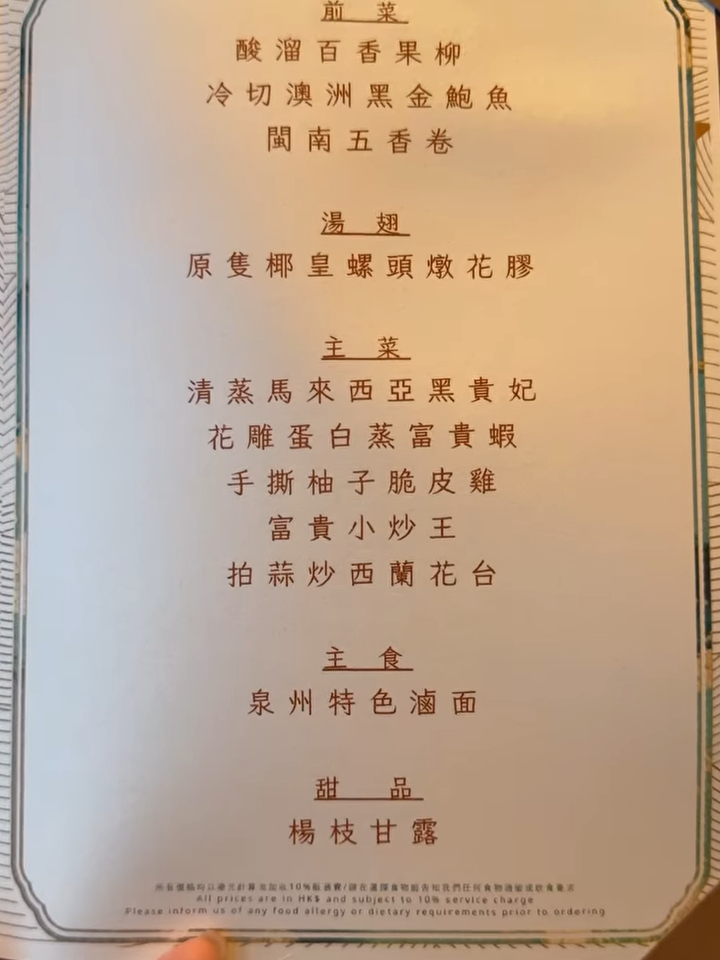 前 菜
酸溜百香果柳
冷切澳洲黑金鮑魚
閩南五香卷
湯 翅
原隻椰皇螺頭燉花膠
主 菜
清蒸馬來西亞黑貴妃
花雕蛋白蒸富貴蝦
手撕柚子脆皮雞
富貴小炒王
拍蒜炒西蘭花台
主 食
泉州特色滷面
甜 品
楊枝甘露
All prices are in HK$ and subject to 10% service charge
Please inform us of any food allergy or dietary requirements prior to ordering